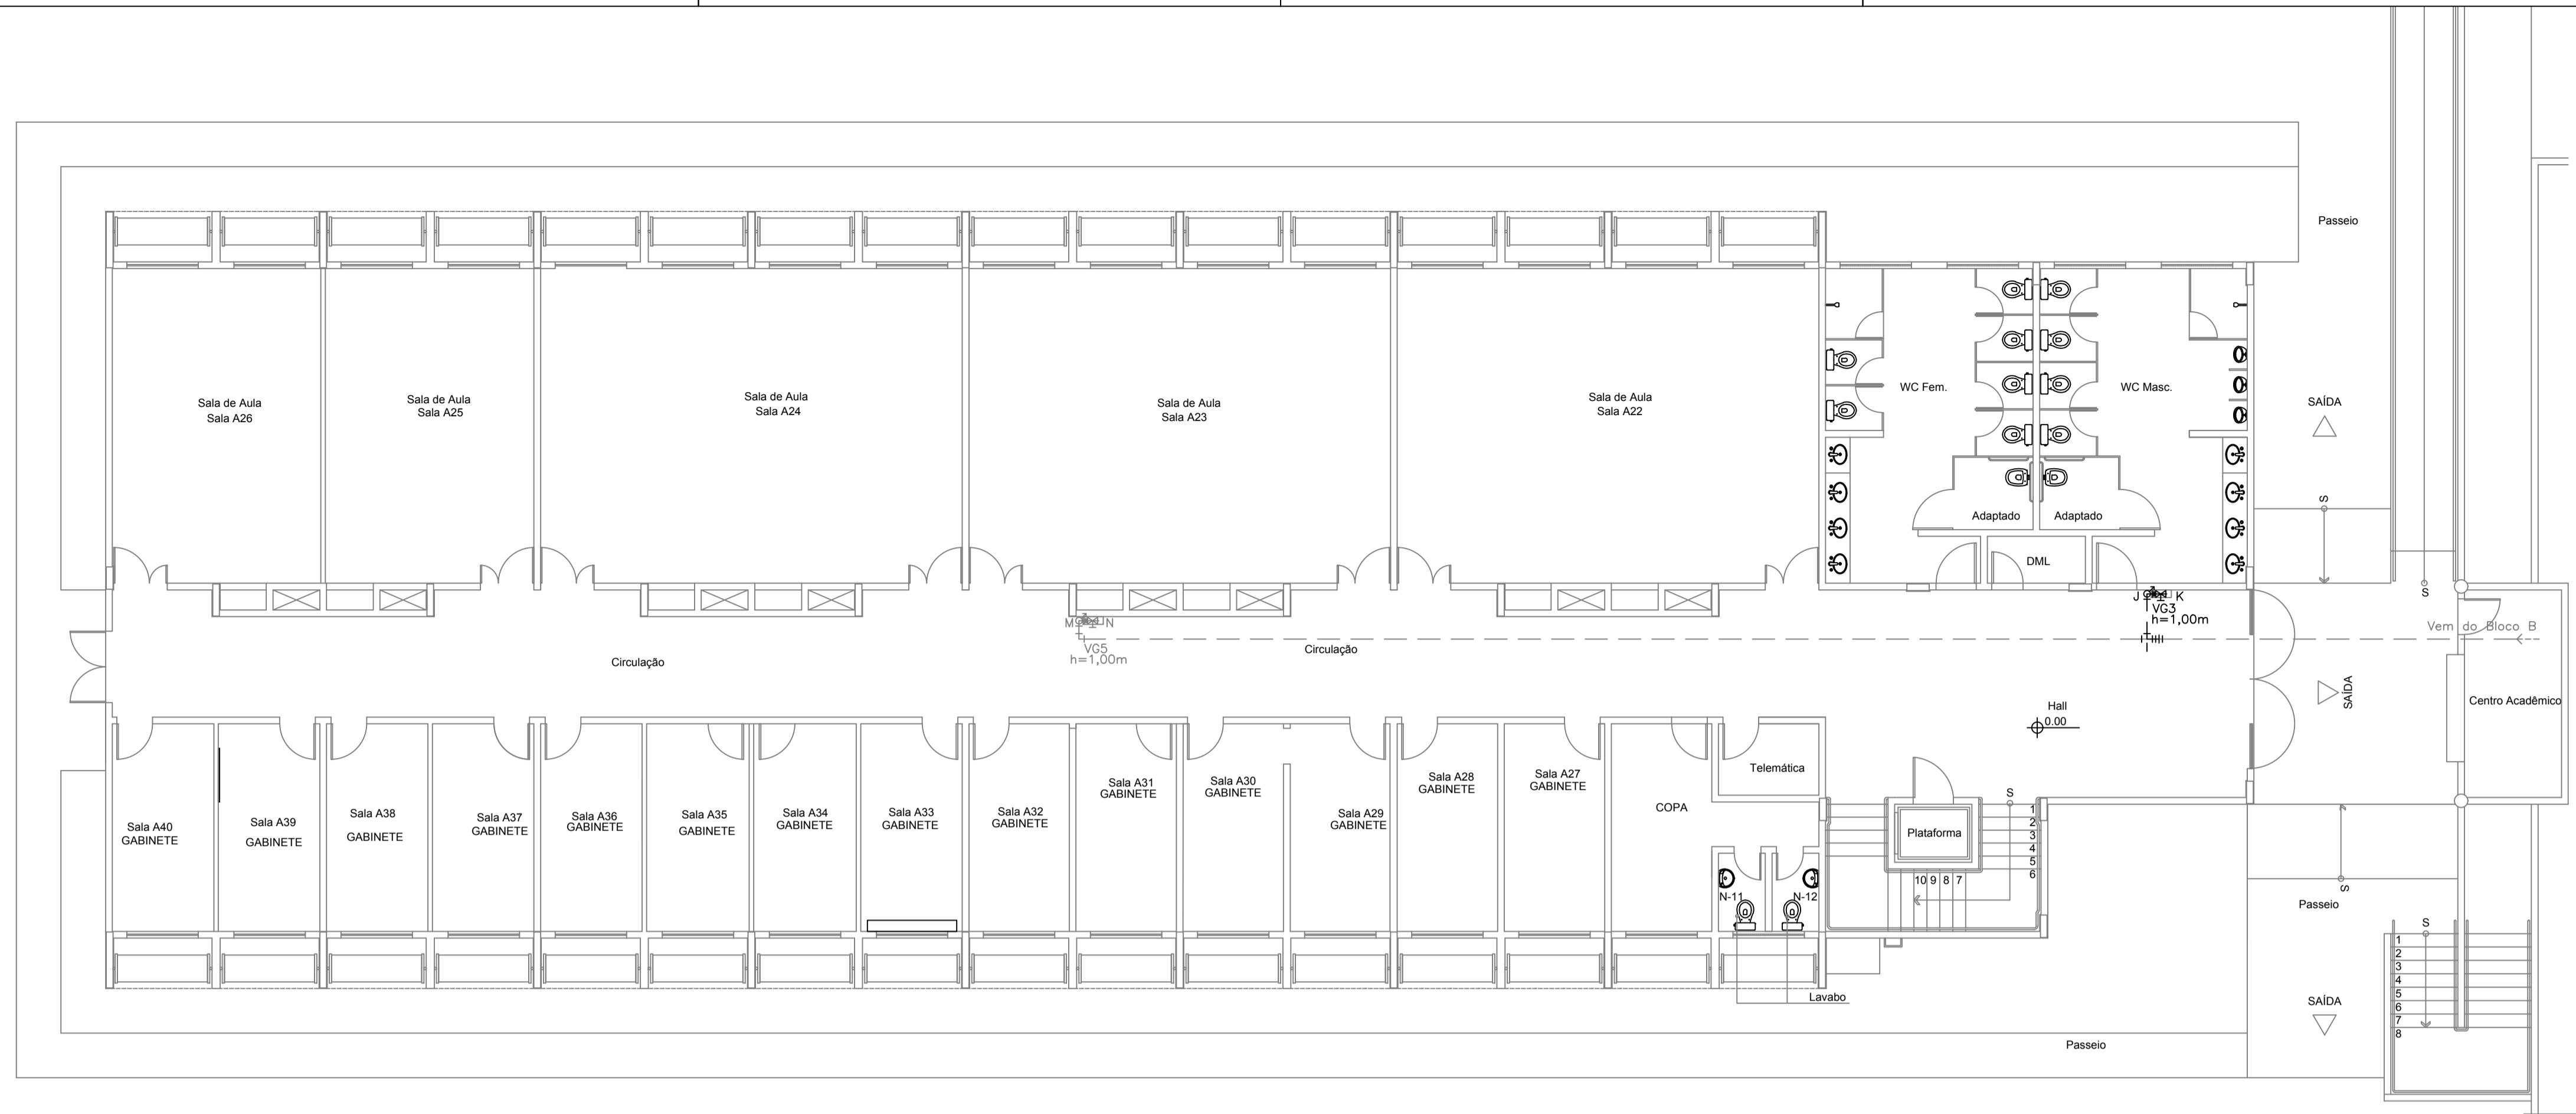 Passeio
Sala de Aula
Sala A26
Sala de Aula
Sala A25
Sala de Aula
Sala A24
Sala de Aula
Sala A23
Sala de Aula
Sala A22
WC Fem.
WC Masc.
SAÍDA
S
Adaptado
Adaptado
DML
S
J
K
VG3
h=1,00m
M
N
VG5
h=1,00m
Vem do Bloco B
Circulação
Circulação
SAÍDA
Centro Acadêmico
Hall
0.00
Telemática
Sala A40
GABINETE
Sala A39
GABINETE
Sala A38
GABINETE
Sala A37
GABINETE
Sala A36
GABINETE
Sala A35
GABINETE
Sala A34
GABINETE
Sala A33
GABINETE
Sala A32
GABINETE
Sala A31
GABINETE
Sala A30
GABINETE
Sala A29
GABINETE
Sala A28
GABINETE
Sala A27
GABINETE
COPA
Plataforma
S
1
2
3
4
5
6
10 9 8 7
N-11
N-12
Lavabo
S
Passeio
S
1
2
3
4
5
6
7
8
SAÍDA
Passeio